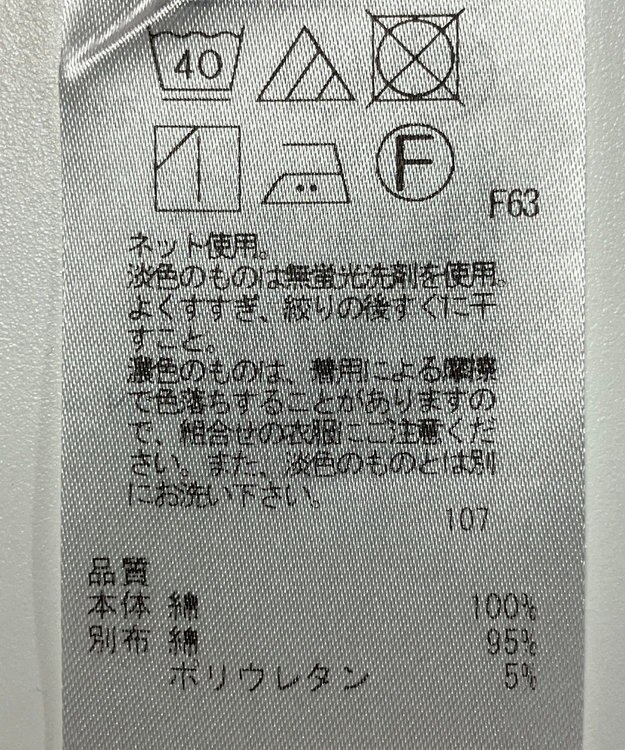 40
F
F63
ネット使用。
淡色のものは無蛍光洗剤を使用。
よくすすぎ、絞りの後すぐに干
すこと。
濃色のものは、着用による摩擦
で色落ちすることがありますの
で、組合せの衣服にご注意くだ
さい。また、淡色のものとは別
にお洗い下さい。
107
品質
本体 綿 100%
別布 綿 95%
ポリウレタン 5%